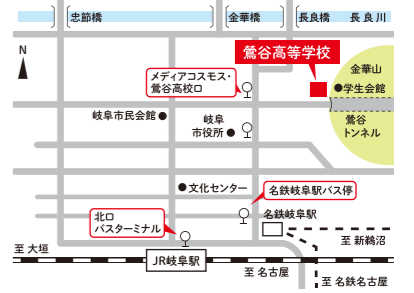 忠節橋
金華橋
長良橋
長良川
N
鶯谷高等学校
金華山
メディアコスモス・
鶯谷高校口
学生会館
岐阜市民会館
岐阜
市役所
鶯谷
トンネル
文化センター
名鉄岐阜駅バス停
北口
バスターミナル
名鉄岐阜駅
至 新鵜沼
至 大垣
JR岐阜駅
至 名古屋
至 名鉄名古屋